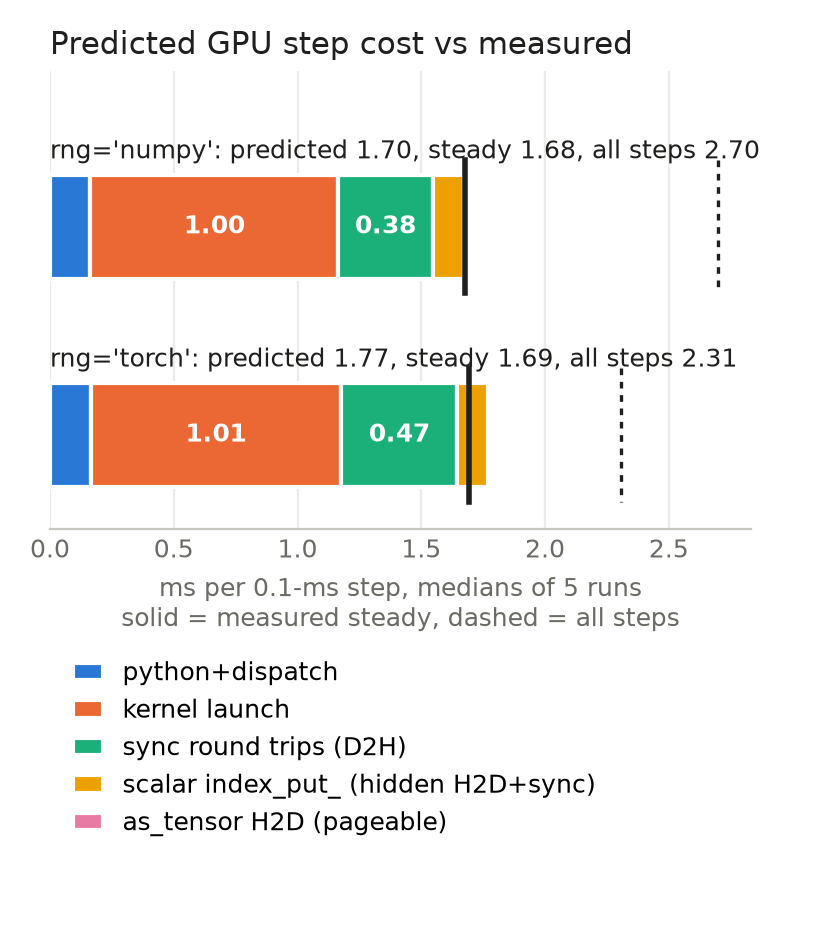 Predicted GPU step cost vs measured
rng='numpy': predicted 1.70, steady 1.68, all steps 2.70
1.00 0.38
rng='torch': predicted 1.77, steady 1.69, all steps 2.31
1.01 0.47
0.0 0.5 1.0 1.5 2.0 2.5
ms per 0.1-ms step, medians of 5 runs
solid = measured steady, dashed = all steps
python+dispatch
kernel launch
sync round trips (D2H)
scalar index_put_ (hidden H2D+sync)
as_tensor H2D (pageable)